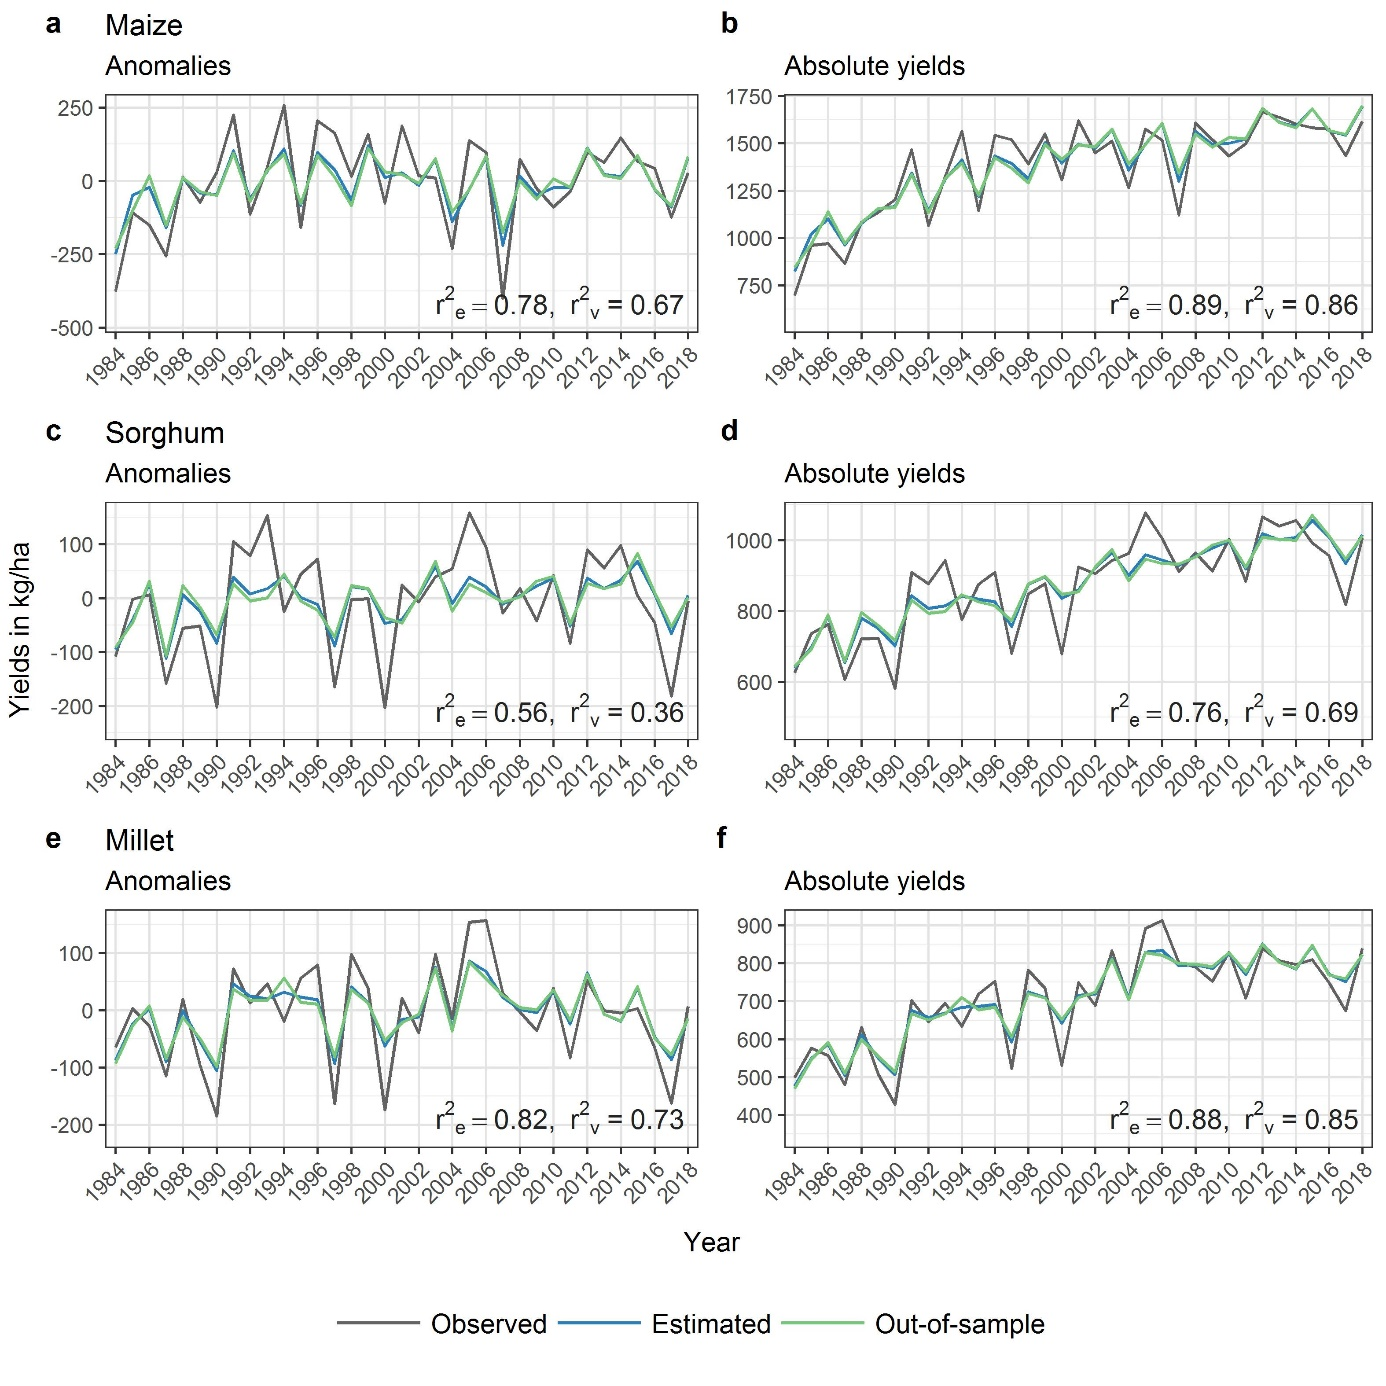 a Maize b
Anomalies Absolute yields
250
0
-250
-500
r²e = 0.78, r²v = 0.67
1984 1986 1988 1990 1992 1994 1996 1998 2000 2002 2004 2006 2008 2010 2012 2014 2016 2018
1750
1500
1250
1000
750
r²e = 0.89, r²v = 0.86
1984 1986 1988 1990 1992 1994 1996 1998 2000 2002 2004 2006 2008 2010 2012 2014 2016 2018
c Sorghum d
Anomalies Absolute yields
Yields in kg/ha
100
0
-100
-200
r²e = 0.56, r²v = 0.36
1984 1986 1988 1990 1992 1994 1996 1998 2000 2002 2004 2006 2008 2010 2012 2014 2016 2018
1000
800
600
r²e = 0.76, r²v = 0.69
1984 1986 1988 1990 1992 1994 1996 1998 2000 2002 2004 2006 2008 2010 2012 2014 2016 2018
e Millet f
Anomalies Absolute yields
100
0
-100
-200
r²e = 0.82, r²v = 0.73
1984 1986 1988 1990 1992 1994 1996 1998 2000 2002 2004 2006 2008 2010 2012 2014 2016 2018
900
800
700
600
500
400
r²e = 0.88, r²v = 0.85
1984 1986 1988 1990 1992 1994 1996 1998 2000 2002 2004 2006 2008 2010 2012 2014 2016 2018
Year
Observed Estimated Out-of-sample